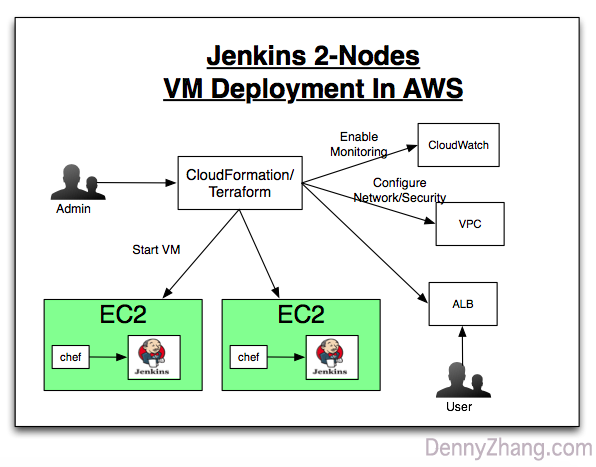 Jenkins 2-Nodes
VM Deployment In AWS
Enable
Monitoring
CloudWatch
CloudFormation/
Terraform
Configure
Network/Security
Admin
VPC
Start VM
ALB
EC2
EC2
chef
Jenkins
chef
Jenkins
User
DennyZhang.com